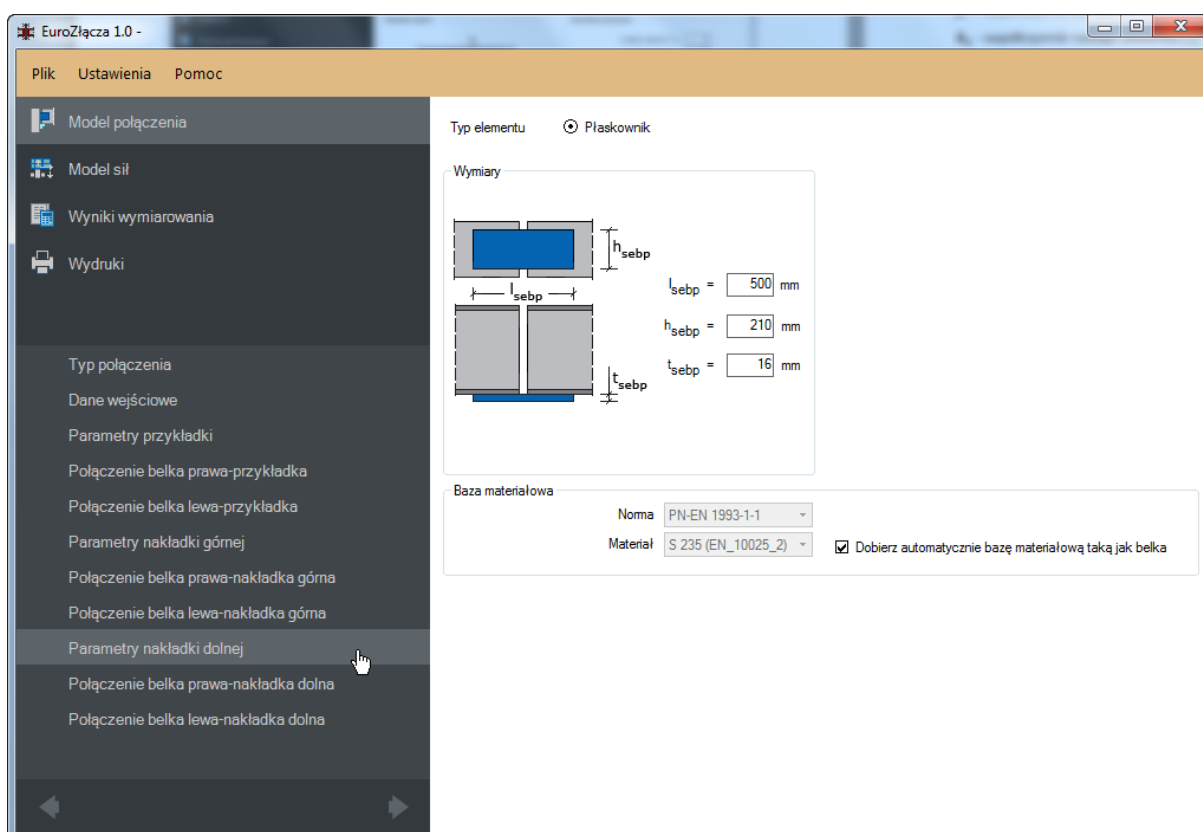 EuroZłącza 1.0 -
Plik Ustawienia Pomoc
Model połączenia
Model sił
Wyniki wymiarowania
Wydruki
Typ połączenia
Dane wejściowe
Parametry przykładki
Połączenie belka prawa-przykładka
Połączenie belka lewa-przykładka
Parametry nakładki górnej
Połączenie belka prawa-nakładka górna
Połączenie belka lewa-nakładka górna
Parametry nakładki dolnej
Połączenie belka prawa-nakładka dolna
Połączenie belka lewa-nakładka dolna
Typ elementu Płaskownik
Wymiary
hsebp
lsebp
tsebp
lsebp = 500 mm
hsebp = 210 mm
tsebp = 16 mm
Baza materiałowa
Norma PN-EN 1993-1-1
Materiał S 235 (EN_10025_2) Dobierz automatycznie bazę materiałową taką jak belka